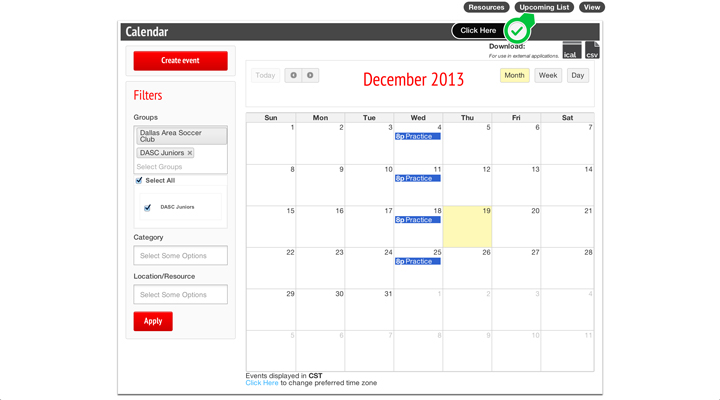 Resources
Upcoming List
View
Click Here
Calendar
Download:
For use in external applications.
ical
csv
Create event
Today
December 2013
Month
Week
Day
Filters
Groups
Dallas Area Soccer
Club
DASC Juniors ×
Select Groups
Select All
DASC Juniors
Category
Select Some Options
Location/Resource
Select Some Options
Apply
Sun Mon Tue Wed Thu Fri Sat
1 2 3 4 5 6 7
8p Practice
8 9 10 11 12 13 14
8p Practice
15 16 17 18 19 20 21
8p Practice
22 23 24 25 26 27 28
8p Practice
29 30 31 1 2 3 4
5 6 7 8 9 10 11
Events displayed in CST
Click Here to change preferred time zone